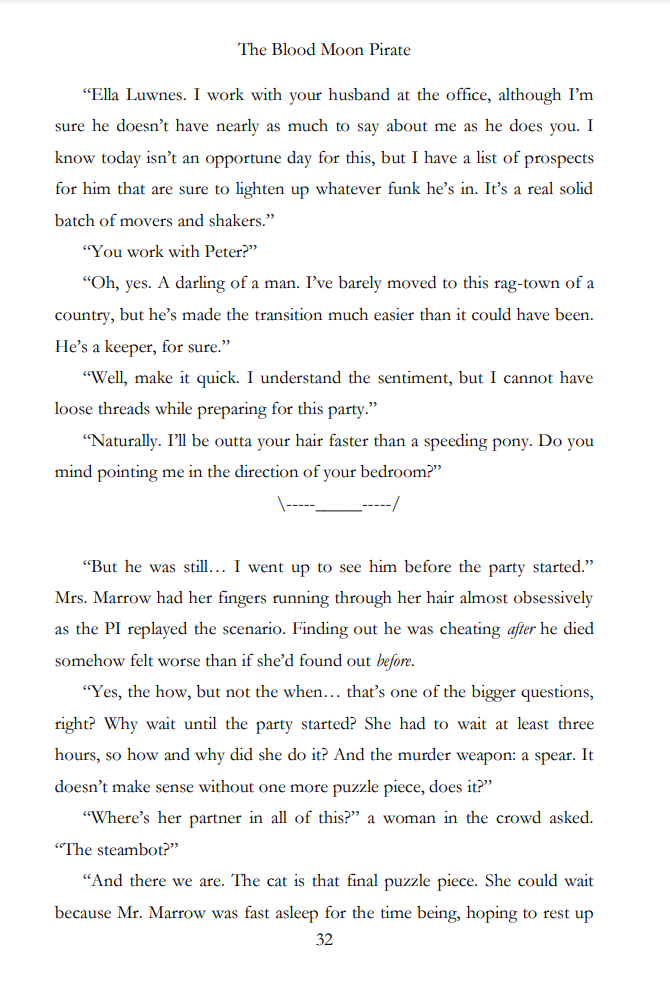 The Blood Moon Pirate
“Ella Luwnes. I work with your husband at the office, although I’m
sure he doesn’t have nearly as much to say about me as he does you. I
know today isn’t an opportune day for this, but I have a list of prospects
for him that are sure to lighten up whatever funk he’s in. It’s a real solid
batch of movers and shakers.”
“You work with Peter?”
“Oh, yes. A darling of a man. I’ve barely moved to this rag-town of a
country, but he’s made the transition much easier than it could have been.
He’s a keeper, for sure.”
“Well, make it quick. I understand the sentiment, but I cannot have
loose threads while preparing for this party.”
“Naturally. I’ll be outta your hair faster than a speeding pony. Do you
mind pointing me in the direction of your bedroom?”
\-----_____-----/
“But he was still… I went up to see him before the party started.”
Mrs. Marrow had her fingers running through her hair almost obsessively
as the PI replayed the scenario. Finding out he was cheating after he died
somehow felt worse than if she’d found out before.
“Yes, the how, but not the when… that’s one of the bigger questions,
right? Why wait until the party started? She had to wait at least three
hours, so how and why did she do it? And the murder weapon: a spear. It
doesn’t make sense without one more puzzle piece, does it?”
“Where’s her partner in all of this?” a woman in the crowd asked.
“The steambot?”
“And there we are. The cat is that final puzzle piece. She could wait
because Mr. Marrow was fast asleep for the time being, hoping to rest up
32